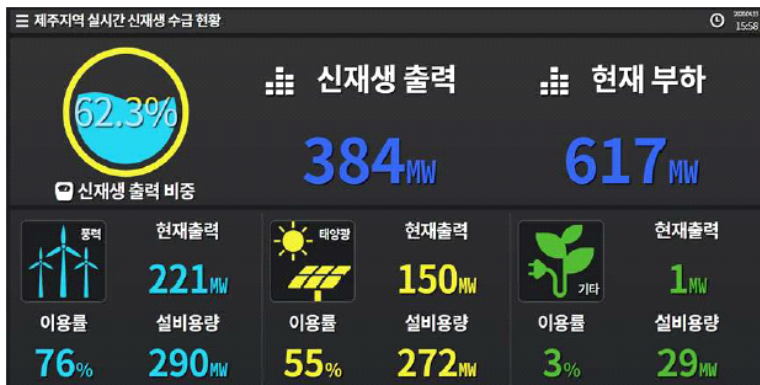 제주지역 실시간 신재생 수급 현황
15:58
62.3%
신재생 출력 비중
신재생 출력
384MW
현재 부하
617MW
풍력
현재출력
221MW
이용률
76%
설비용량
290MW
태양광
현재출력
150MW
이용률
55%
설비용량
272MW
기타
현재출력
1MW
이용률
3%
설비용량
29MW